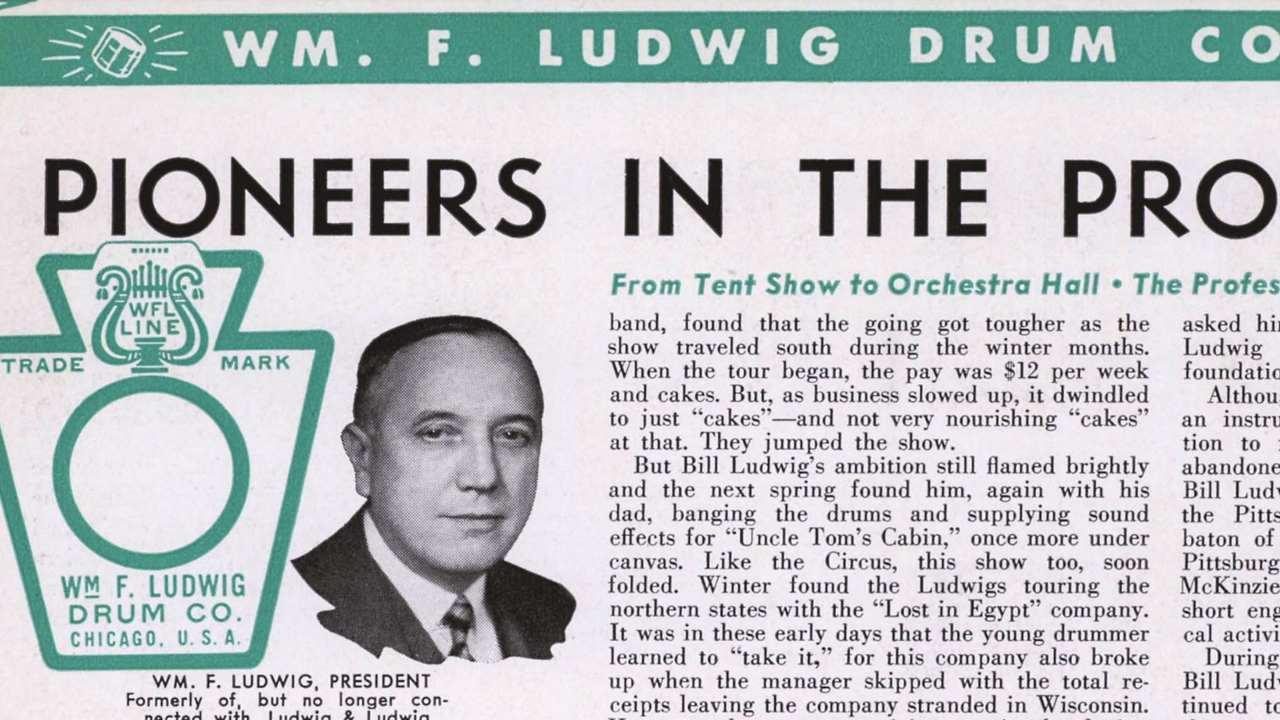 WM. F. LUDWIG DRUM CO
PIONEERS IN THE PRO
WFL
LINE
TRADE MARK
WM F. LUDWIG
DRUM CO.
CHICAGO, U. S. A.
WM. F. LUDWIG, PRESIDENT
Formerly of, but no longer con-
nected with, Ludwig & Ludwig
From Tent Show to Orchestra Hall • The Profes
band, found that the going got tougher as the
show traveled south during the winter months.
When the tour began, the pay was $12 per week
and cakes. But, as business slowed up, it dwindled
to just “cakes”—and not very nourishing “cakes”
at that. They jumped the show.
But Bill Ludwig’s ambition still flamed brightly
and the next spring found him, again with his
dad, banging the drums and supplying sound
effects for “Uncle Tom’s Cabin,” once more under
canvas. Like the Circus, this show too, soon
folded. Winter found the Ludwigs touring the
northern states with the “Lost in Egypt” company.
It was in these early days that the young drummer
learned to “take it,” for this company also broke
up when the manager skipped with the total re-
ceipts leaving the company stranded in Wisconsin.
asked hi
Ludwig
foundatio
Althou
an instru
tion to
abandone
Bill Ludw
the Pitts
baton of
Pittsburg
McKinzie
short eng
cal activi
During
Bill Ludv
tinued to